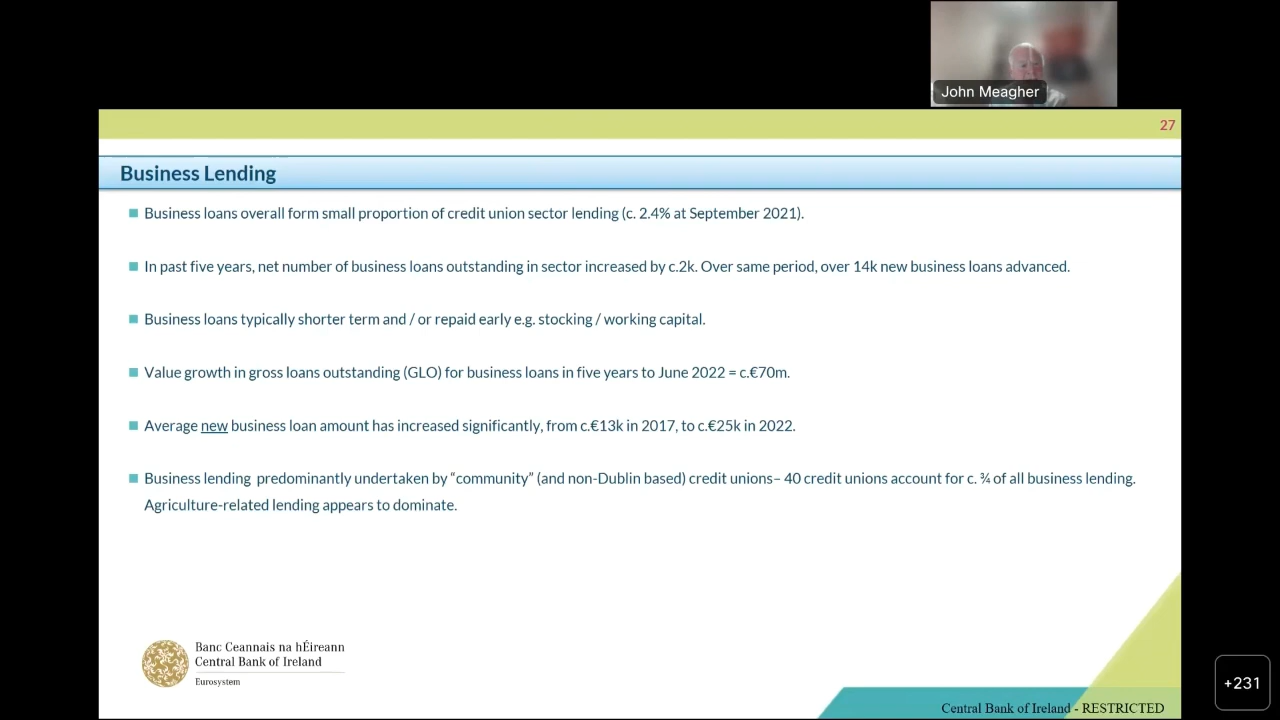 John Meagher
27
Business Lending
Business loans overall form small proportion of credit union sector lending (c. 2.4% at September 2021).
In past five years, net number of business loans outstanding in sector increased by c.2k. Over same period, over 14k new business loans advanced.
Business loans typically shorter term and / or repaid early e.g. stocking / working capital.
Value growth in gross loans outstanding (GLO) for business loans in five years to June 2022 = c.€70m.
Average new business loan amount has increased significantly, from c.€13k in 2017, to c.€25k in 2022.
Business lending predominantly undertaken by “community” (and non-Dublin based) credit unions– 40 credit unions account for c. ¾ of all business lending.
Agriculture-related lending appears to dominate.
Banc Ceannais na hÉireann
Central Bank of Ireland
Eurosystem
+231
Central Bank of Ireland - RESTRICTED